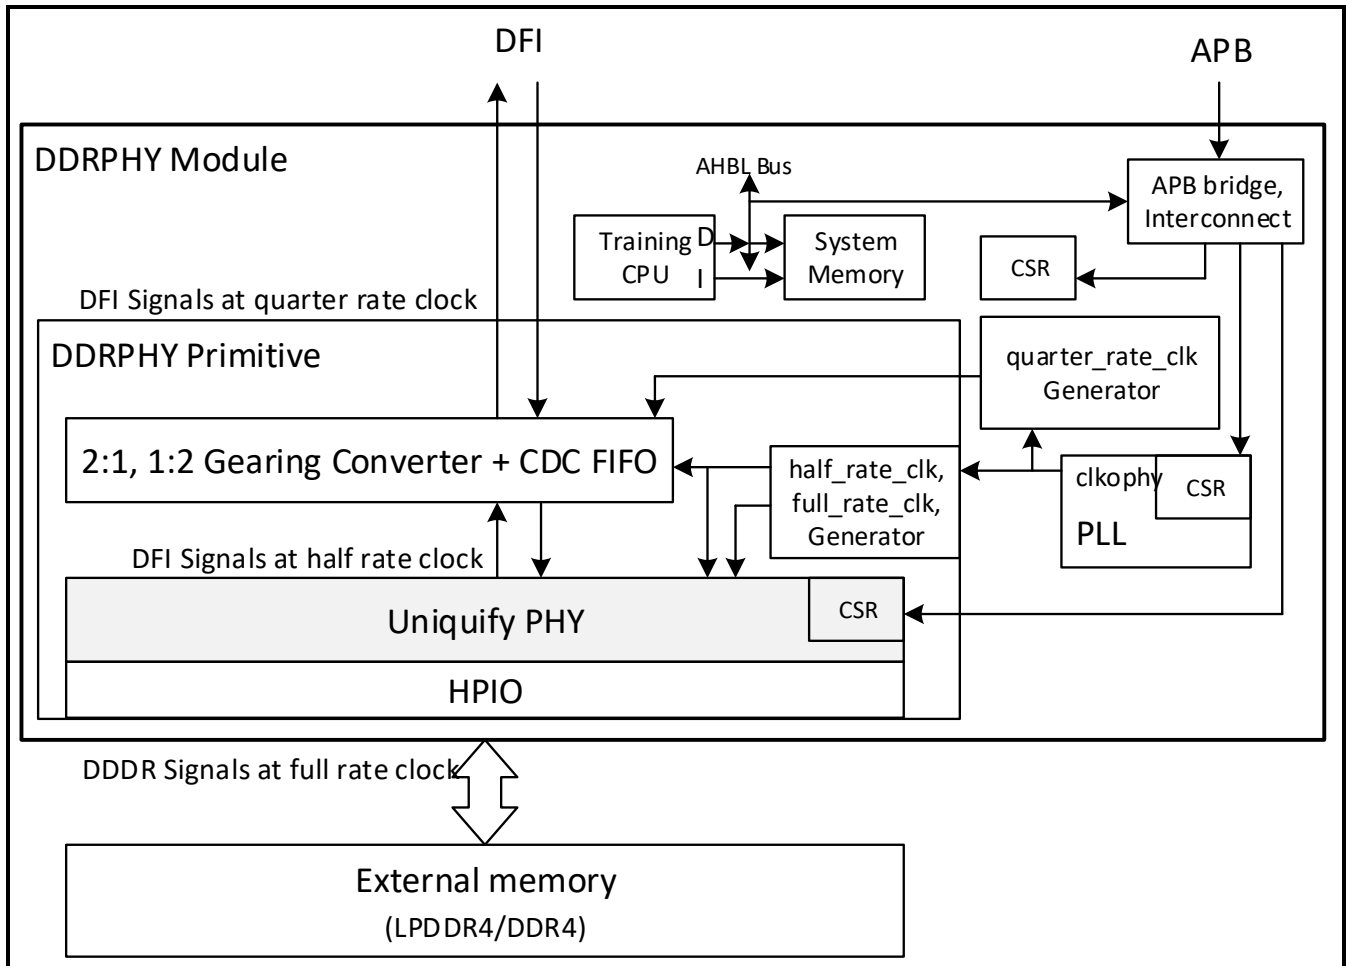 DFI
APB
DDRPHY Module
AHBL Bus
APB bridge,
Interconnect
Training D
CPU I
System
Memory
CSR
DFI Signals at quarter rate clock
DDRPHY Primitive
quarter_rate_clk
Generator
2:1, 1:2 Gearing Converter + CDC FIFO
half_rate_clk,
full_rate_clk,
Generator
clkophy
CSR
PLL
DFI Signals at half rate clock
Uniquify PHY
CSR
HPIO
DDDR Signals at full rate clock
External memory
(LPDDR4/DDR4)